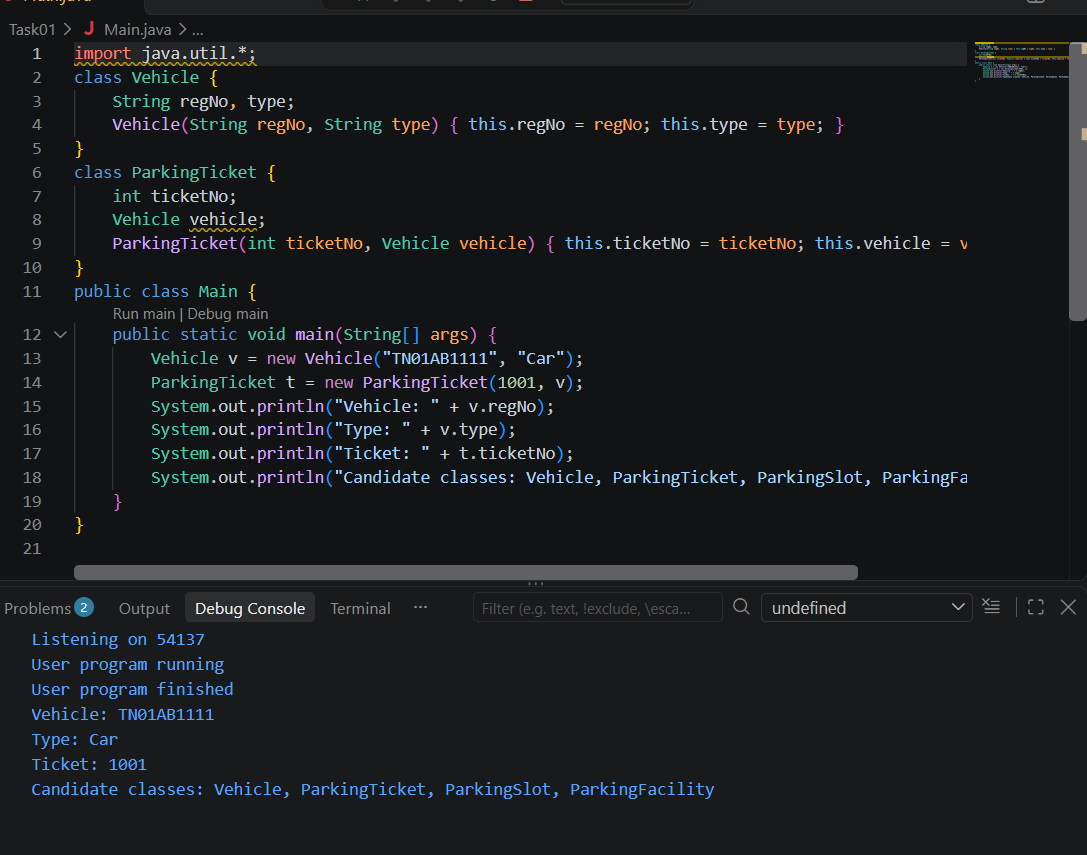 Task01 > J Main.java > ...
1 import java.util.*;
2 class Vehicle {
3 String regNo, type;
4 Vehicle(String regNo, String type) { this.regNo = regNo; this.type = type; }
5 }
6 class ParkingTicket {
7 int ticketNo;
8 Vehicle vehicle;
9 ParkingTicket(int ticketNo, Vehicle vehicle) { this.ticketNo = ticketNo; this.vehicle = v
10 }
11 public class Main {
Run main | Debug main
12 public static void main(String[] args) {
13 Vehicle v = new Vehicle("TN01AB1111", "Car");
14 ParkingTicket t = new ParkingTicket(1001, v);
15 System.out.println("Vehicle: " + v.regNo);
16 System.out.println("Type: " + v.type);
17 System.out.println("Ticket: " + t.ticketNo);
18 System.out.println("Candidate classes: Vehicle, ParkingTicket, ParkingSlot, ParkingFa
19 }
20 }
21
Problems 2 Output Debug Console Terminal ... Filter (e.g. text, !exclude, \esca... undefined
Listening on 54137
User program running
User program finished
Vehicle: TN01AB1111
Type: Car
Ticket: 1001
Candidate classes: Vehicle, ParkingTicket, ParkingSlot, ParkingFacility